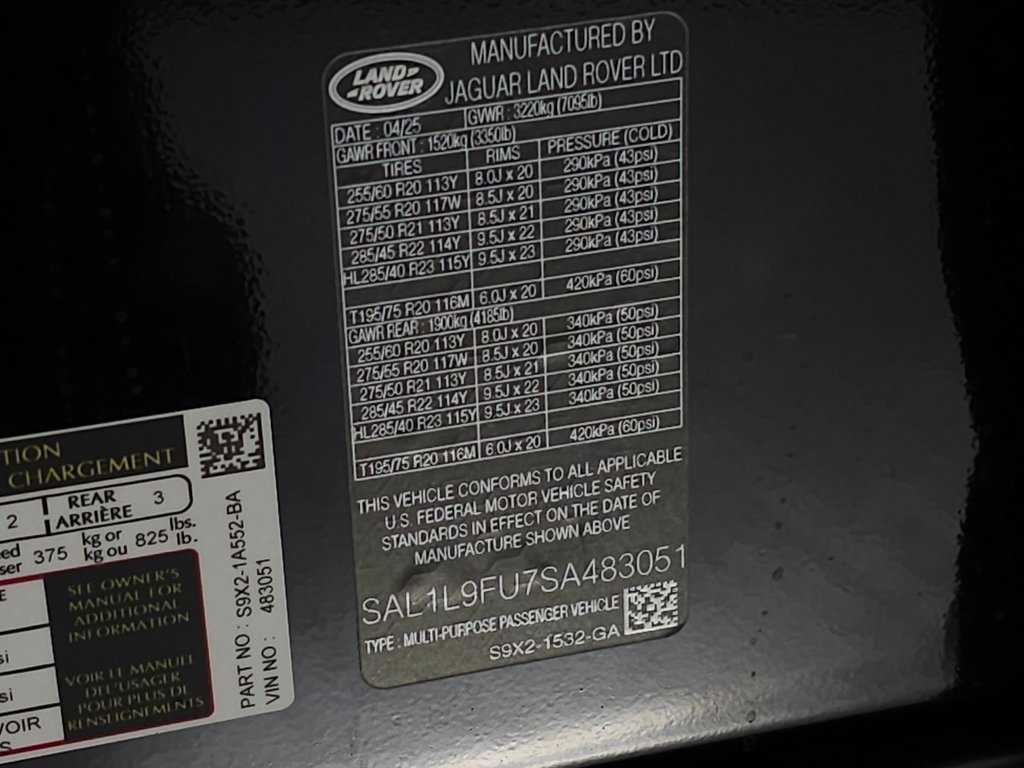 LAND ROVER
MANUFACTURED BY
JAGUAR LAND ROVER LTD
DATE : 04/25 GVWR : 3220kg (7095lb)
GAWR FRONT : 1520kg (3350lb)
TIRES RIMS PRESSURE (COLD)
255/60 R20 113Y 8.0J x 20 290kPa (43psi)
275/55 R20 117W 8.5J x 20 290kPa (43psi)
275/50 R21 113Y 8.5J x 21 290kPa (43psi)
285/45 R22 114Y 9.5J x 22 290kPa (43psi)
HL285/40 R23 115Y 9.5J x 23 290kPa (43psi)
T195/75 R20 116M 6.0J x 20 420kPa (60psi)
GAWR REAR : 1900kg (4185lb)
255/60 R20 113Y 8.0J x 20 340kPa (50psi)
275/55 R20 117W 8.5J x 20 340kPa (50psi)
275/50 R21 113Y 8.5J x 21 340kPa (50psi)
285/45 R22 114Y 9.5J x 22 340kPa (50psi)
HL285/40 R23 115Y 9.5J x 23 340kPa (50psi)
T195/75 R20 116M 6.0J x 20 420kPa (60psi)
THIS VEHICLE CONFORMS TO ALL APPLICABLE
U.S. FEDERAL MOTOR VEHICLE SAFETY
STANDARDS IN EFFECT ON THE DATE OF
MANUFACTURE SHOWN ABOVE
SAL1L9FU7SA483051
TYPE : MULTI-PURPOSE PASSENGER VEHICLE
S9X2-1532-GA
TION
CHARGEMENT
2 REAR ARRIÈRE 3
ed 375 kg or 825 lbs.
ser kg ou lb.
E
SEE OWNER'S
MANUAL FOR
ADDITIONAL
INFORMATION
si
VOIR LE MANUEL
DE L'USAGER
POUR PLUS DE
RENSEIGNEMENTS
si
VOIR
S
PART NO : S9X2-1A552-BA
VIN NO : 483051